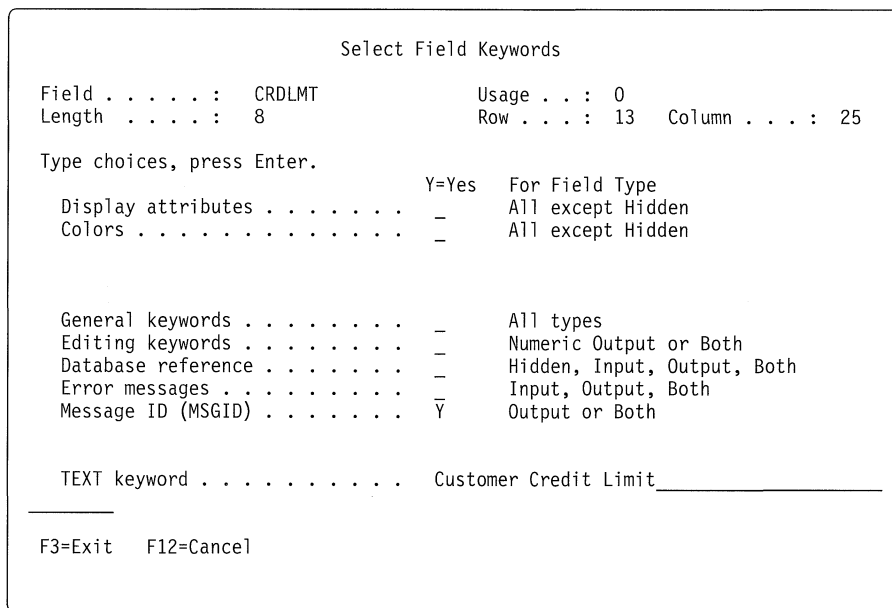 Select Field Keywords
Field . . . . . :   CRDLMT   Usage . . :   O
Length  . . . . :   8   Row . . . :   13   Column . . . :   25
Type choices, press Enter.
Y=Yes   For Field Type
Display attributes . . . . . . .   _   All except Hidden
Colors . . . . . . . . . . . . .   _   All except Hidden
General keywords . . . . . . . .   _   All types
Editing keywords . . . . . . . .   _   Numeric Output or Both
Database reference . . . . . . .   _   Hidden, Input, Output, Both
Error messages . . . . . . . . .   _   Input, Output, Both
Message ID (MSGID) . . . . . . .   Y   Output or Both
TEXT keyword . . . . . . . . . .   Customer Credit Limit
F3=Exit   F12=Cancel